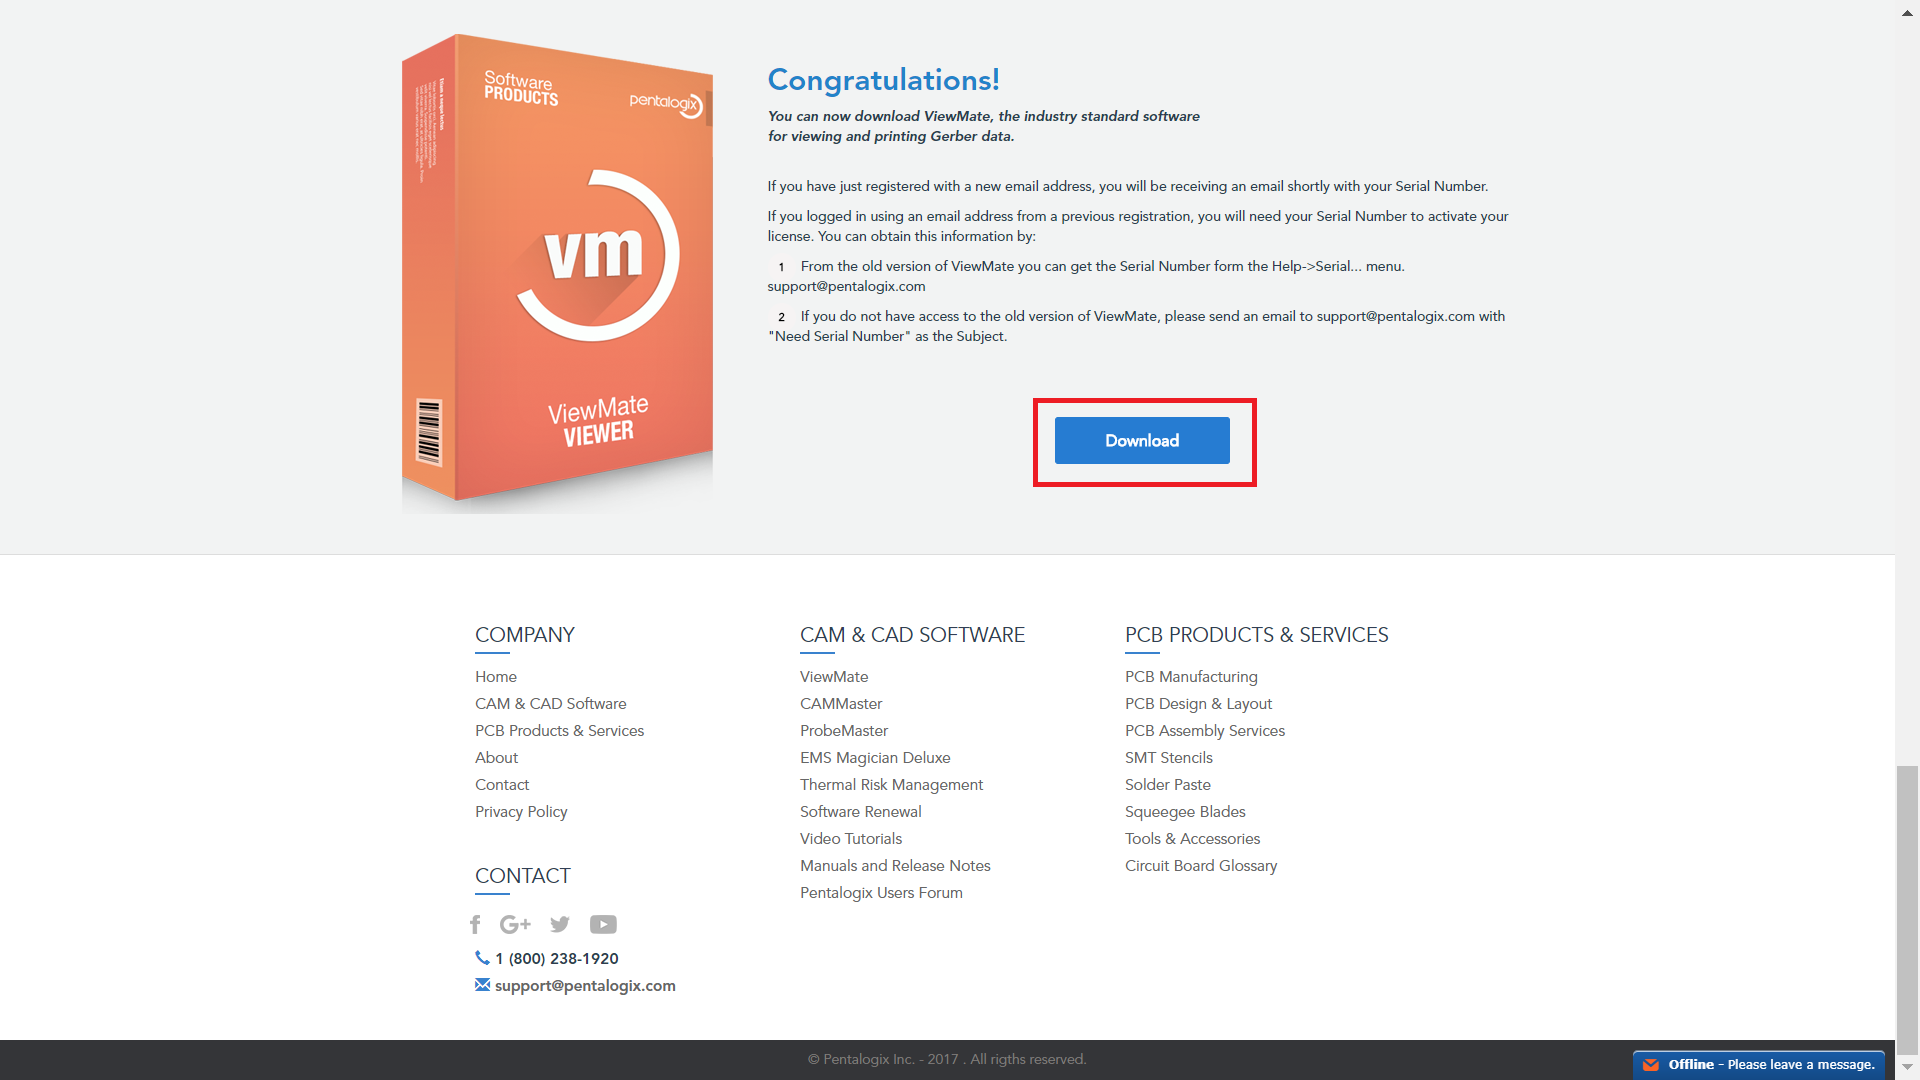 Software
PRODUCTS
pentalogix
vm
ViewMate
VIEWER
Congratulations!
You can now download ViewMate, the industry standard software
for viewing and printing Gerber data.
If you have just registered with a new email address, you will be receiving an email shortly with your Serial Number.
If you logged in using an email address from a previous registration, you will need your Serial Number to activate your
license. You can obtain this information by:
1 From the old version of ViewMate you can get the Serial Number form the Help->Serial... menu.
support@pentalogix.com
2 If you do not have access to the old version of ViewMate, please send an email to support@pentalogix.com with
"Need Serial Number" as the Subject.
Download
COMPANY
Home
CAM & CAD Software
PCB Products & Services
About
Contact
Privacy Policy
CONTACT
f G+
1 (800) 238-1920
support@pentalogix.com
CAM & CAD SOFTWARE
ViewMate
CAMMaster
ProbeMaster
EMS Magician Deluxe
Thermal Risk Management
Software Renewal
Video Tutorials
Manuals and Release Notes
Pentalogix Users Forum
PCB PRODUCTS & SERVICES
PCB Manufacturing
PCB Design & Layout
PCB Assembly Services
SMT Stencils
Solder Paste
Squeegee Blades
Tools & Accessories
Circuit Board Glossary
© Pentalogix Inc. - 2017 . All rigths reserved.
Offline - Please leave a message.